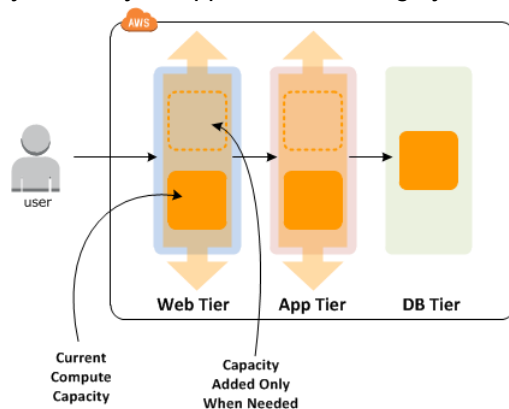 AWS
user
Web Tier
App Tier
DB Tier
Current
Compute
Capacity
Capacity
Added Only
When Needed